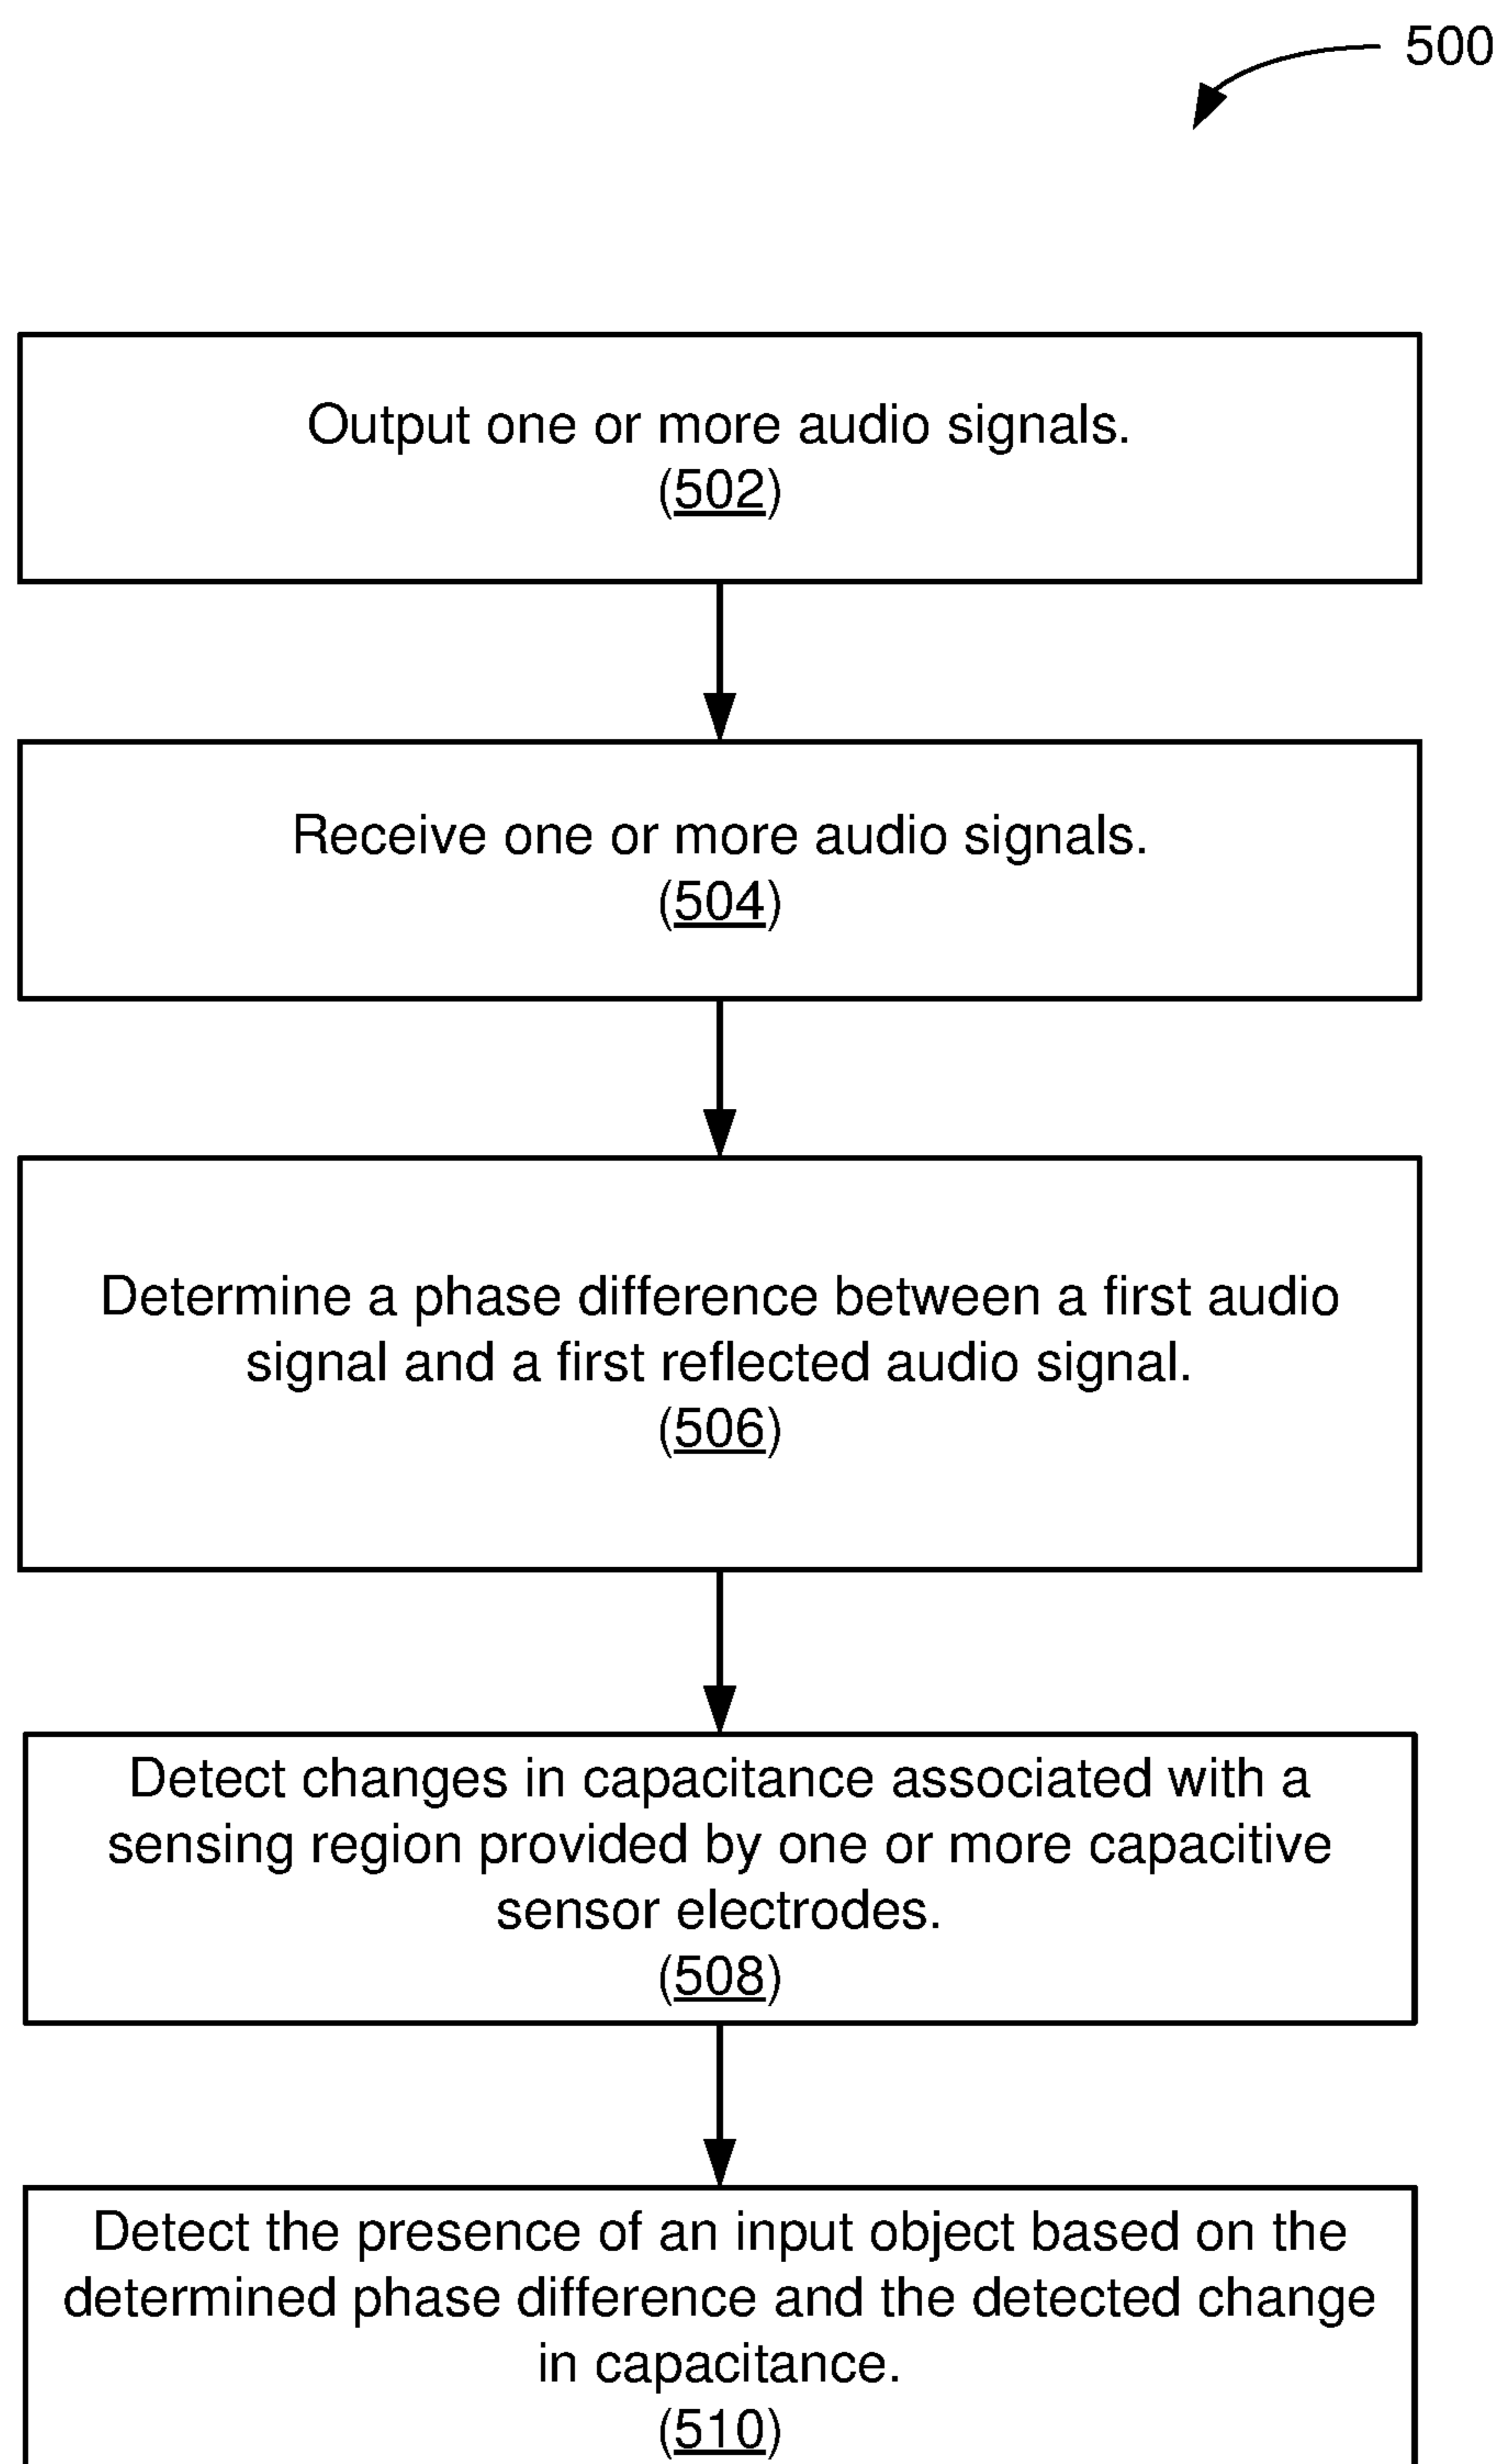 500
Output one or more audio signals.
(502)
Receive one or more audio signals.
(504)
Determine a phase difference between a first audio
signal and a first reflected audio signal.
(506)
Detect changes in capacitance associated with a
sensing region provided by one or more capacitive
sensor electrodes.
(508)
Detect the presence of an input object based on the
determined phase difference and the detected change
in capacitance.
(510)